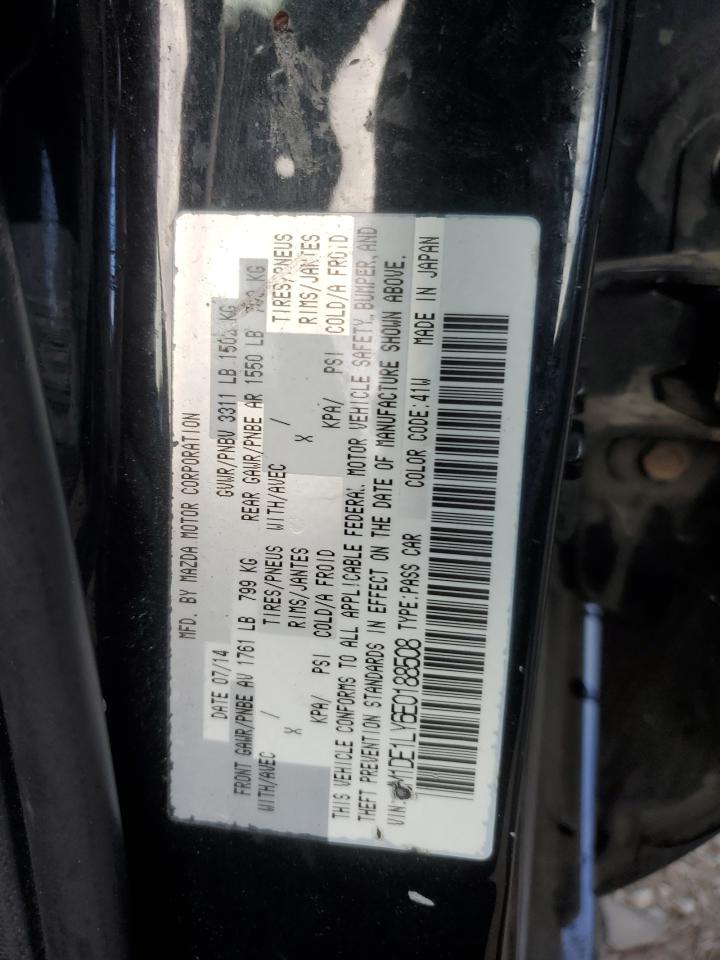 MFD. BY MAZDA MOTOR CORPORATION
DATE 07/14 GVWR/PNBV 3311 LB 1502 KG
FRONT GAWR/PNBE AV 1761 LB 799 KG REAR GAWR/PNBE AR 1550 LB KG
WITH/AVEC / TIRES/PNEUS WITH/AVEC / TIRES/PNEUS
X RIMS/JANTES X RIMS/JANTES
KPA/ PSI COLD/A FROID KPA/ PSI COLD/A FROID
THIS VEHICLE CONFORMS TO ALL APPLICABLE FEDERAL MOTOR VEHICLE SAFETY, BUMPER, AND
THEFT PREVENTION STANDARDS IN EFFECT ON THE DATE OF MANUFACTURE SHOWN ABOVE.
VIN: M1DE1LY6E0188508 TYPE:PASS CAR COLOR CODE:41W MADE IN JAPAN